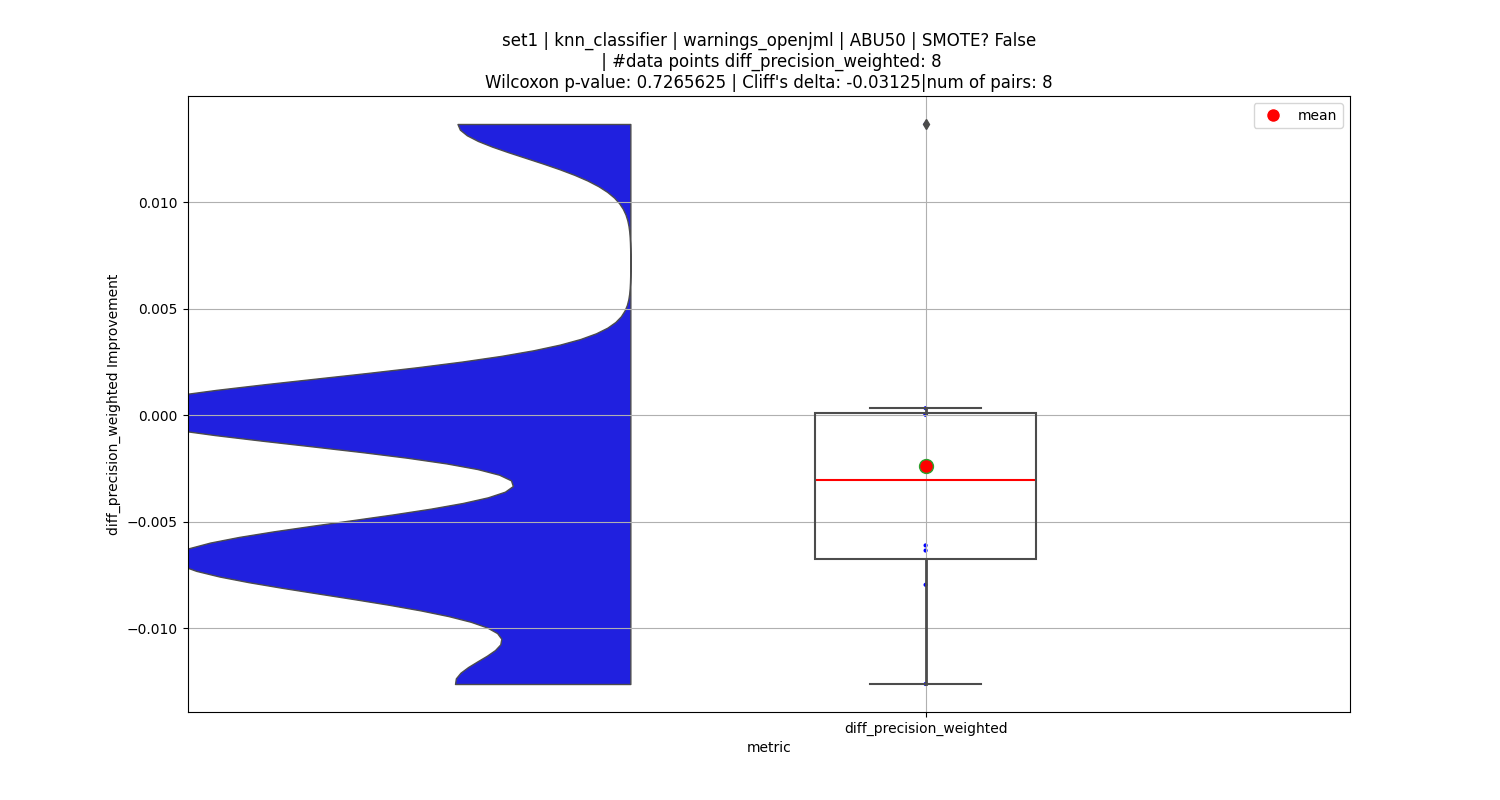 set1 | knn_classifier | warnings_openjml | ABU50 | SMOTE? False
| #data points diff_precision_weighted: 8
Wilcoxon p-value: 0.7265625 | Cliff's delta: -0.03125|num of pairs: 8
mean
0.010
0.005
0.000
−0.005
−0.010
diff_precision_weighted Improvement
diff_precision_weighted
metric